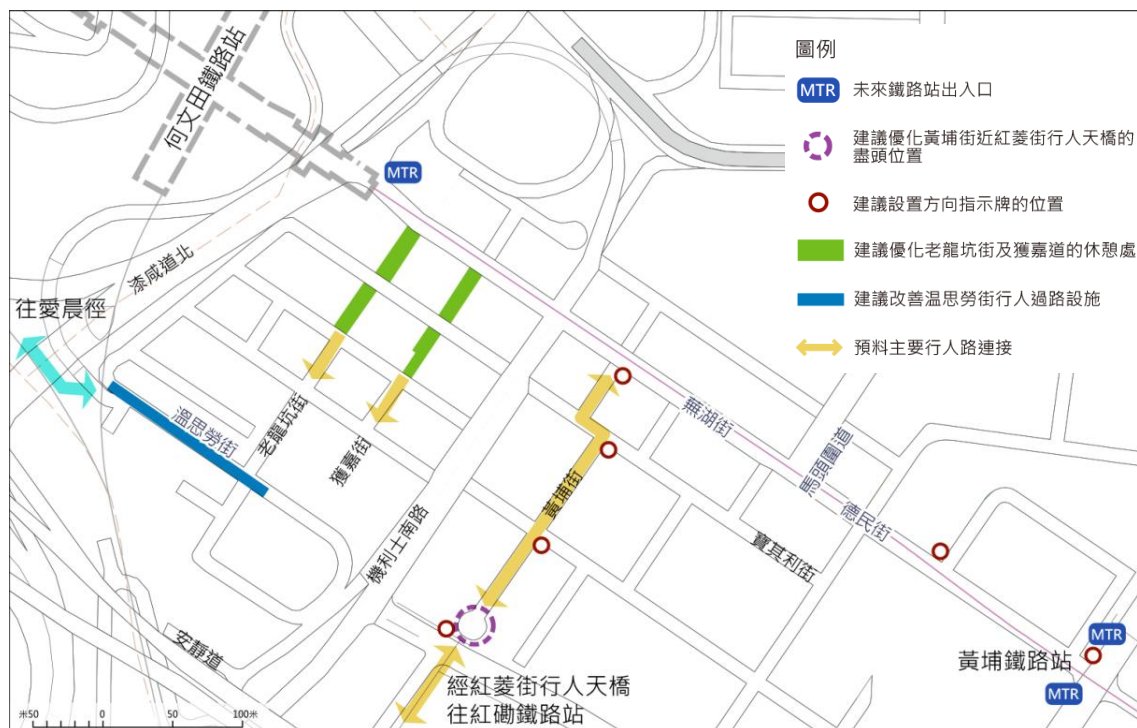 圖例
MTR
未來鐵路站出入口
建議優化黃埔街近紅菱街行人天橋的
盡頭位置
建議設置方向指示牌的位置
建議優化老龍坑街及獲嘉道的休憩處
建議改善溫思勞街行人過路設施
預料主要行人路連接
何文田鐵路站
MTR
漆咸道北
往愛晨徑
溫思勞街
老龍坑街
獲嘉街
機利士南路
黃埔街
蕪湖街
馬頭圍道
德民街
寶其利街
安靜道
MTR
黃埔鐵路站
MTR
經紅菱街行人天橋
往紅磡鐵路站
米50 0 50 100米